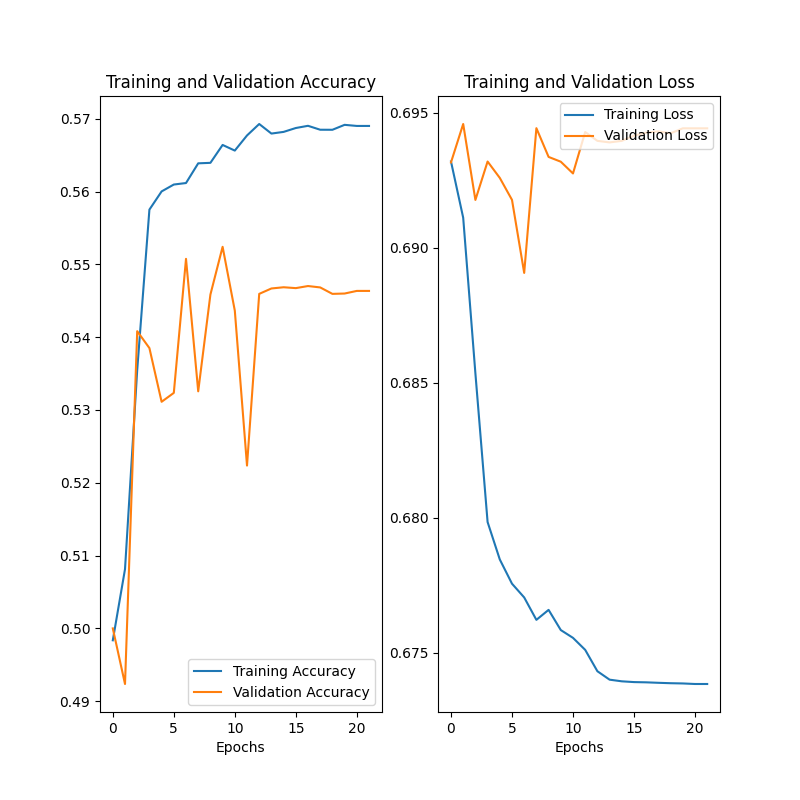 Training and Validation Accuracy
0.57
0.56
0.55
0.54
0.53
0.52
0.51
0.50
0.49
Training Accuracy
Validation Accuracy
0 5 10 15 20
Epochs
Training and Validation Loss
Training Loss
Validation Loss
0.695
0.690
0.685
0.680
0.675
0 5 10 15 20
Epochs